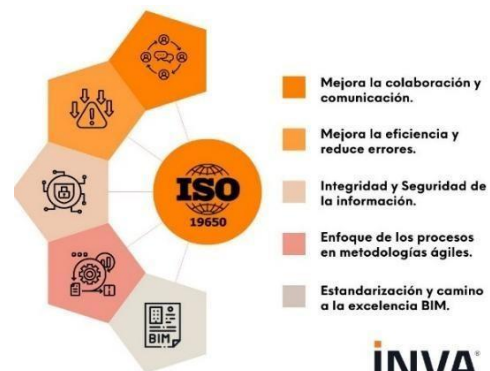 Mejora la colaboración y
comunicación.
Mejora la eficiencia y
reduce errores.
ISO
19650
Integridad y Seguridad de
la información.
Enfoque de los procesos
en metodologías ágiles.
BIM
Estandarización y camino
a la excelencia BIM.
iNVA®